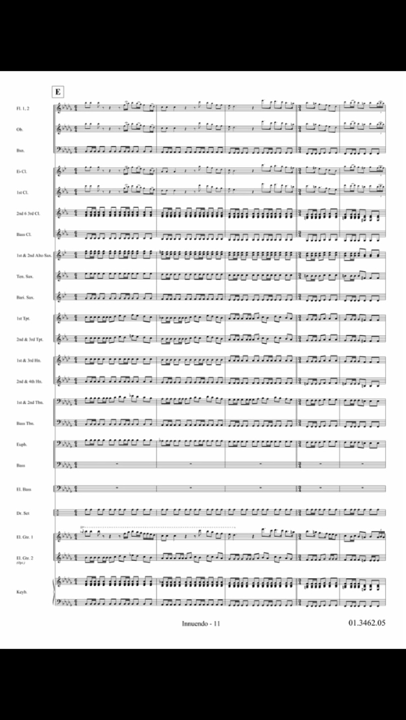 E
Fl. 1, 2
Ob.
Bsn.
E♭ Cl.
1st Cl.
2nd & 3rd Cl.
Bass Cl.
1st & 2nd Alto Sax.
Ten. Sax.
Bari. Sax.
1st Tpt.
2nd & 3rd Tpt.
1st & 3rd Hn.
2nd & 4th Hn.
1st & 2nd Tbn.
Bass Tbn.
Euph.
Bass
El. Bass
Dr. Set
El. Gtr. 1
El. Gtr. 2
Keyb.
Innuendo - 11
01.3462.05